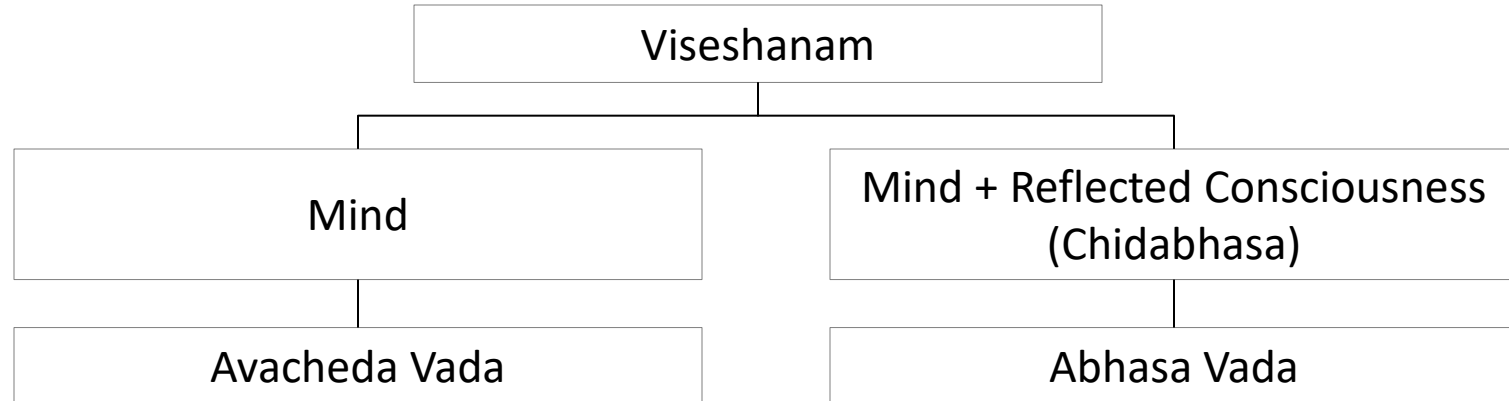 Viseshanam
Mind
Mind + Reflected Consciousness
(Chidabhasa)
Avacheda Vada
Abhasa Vada